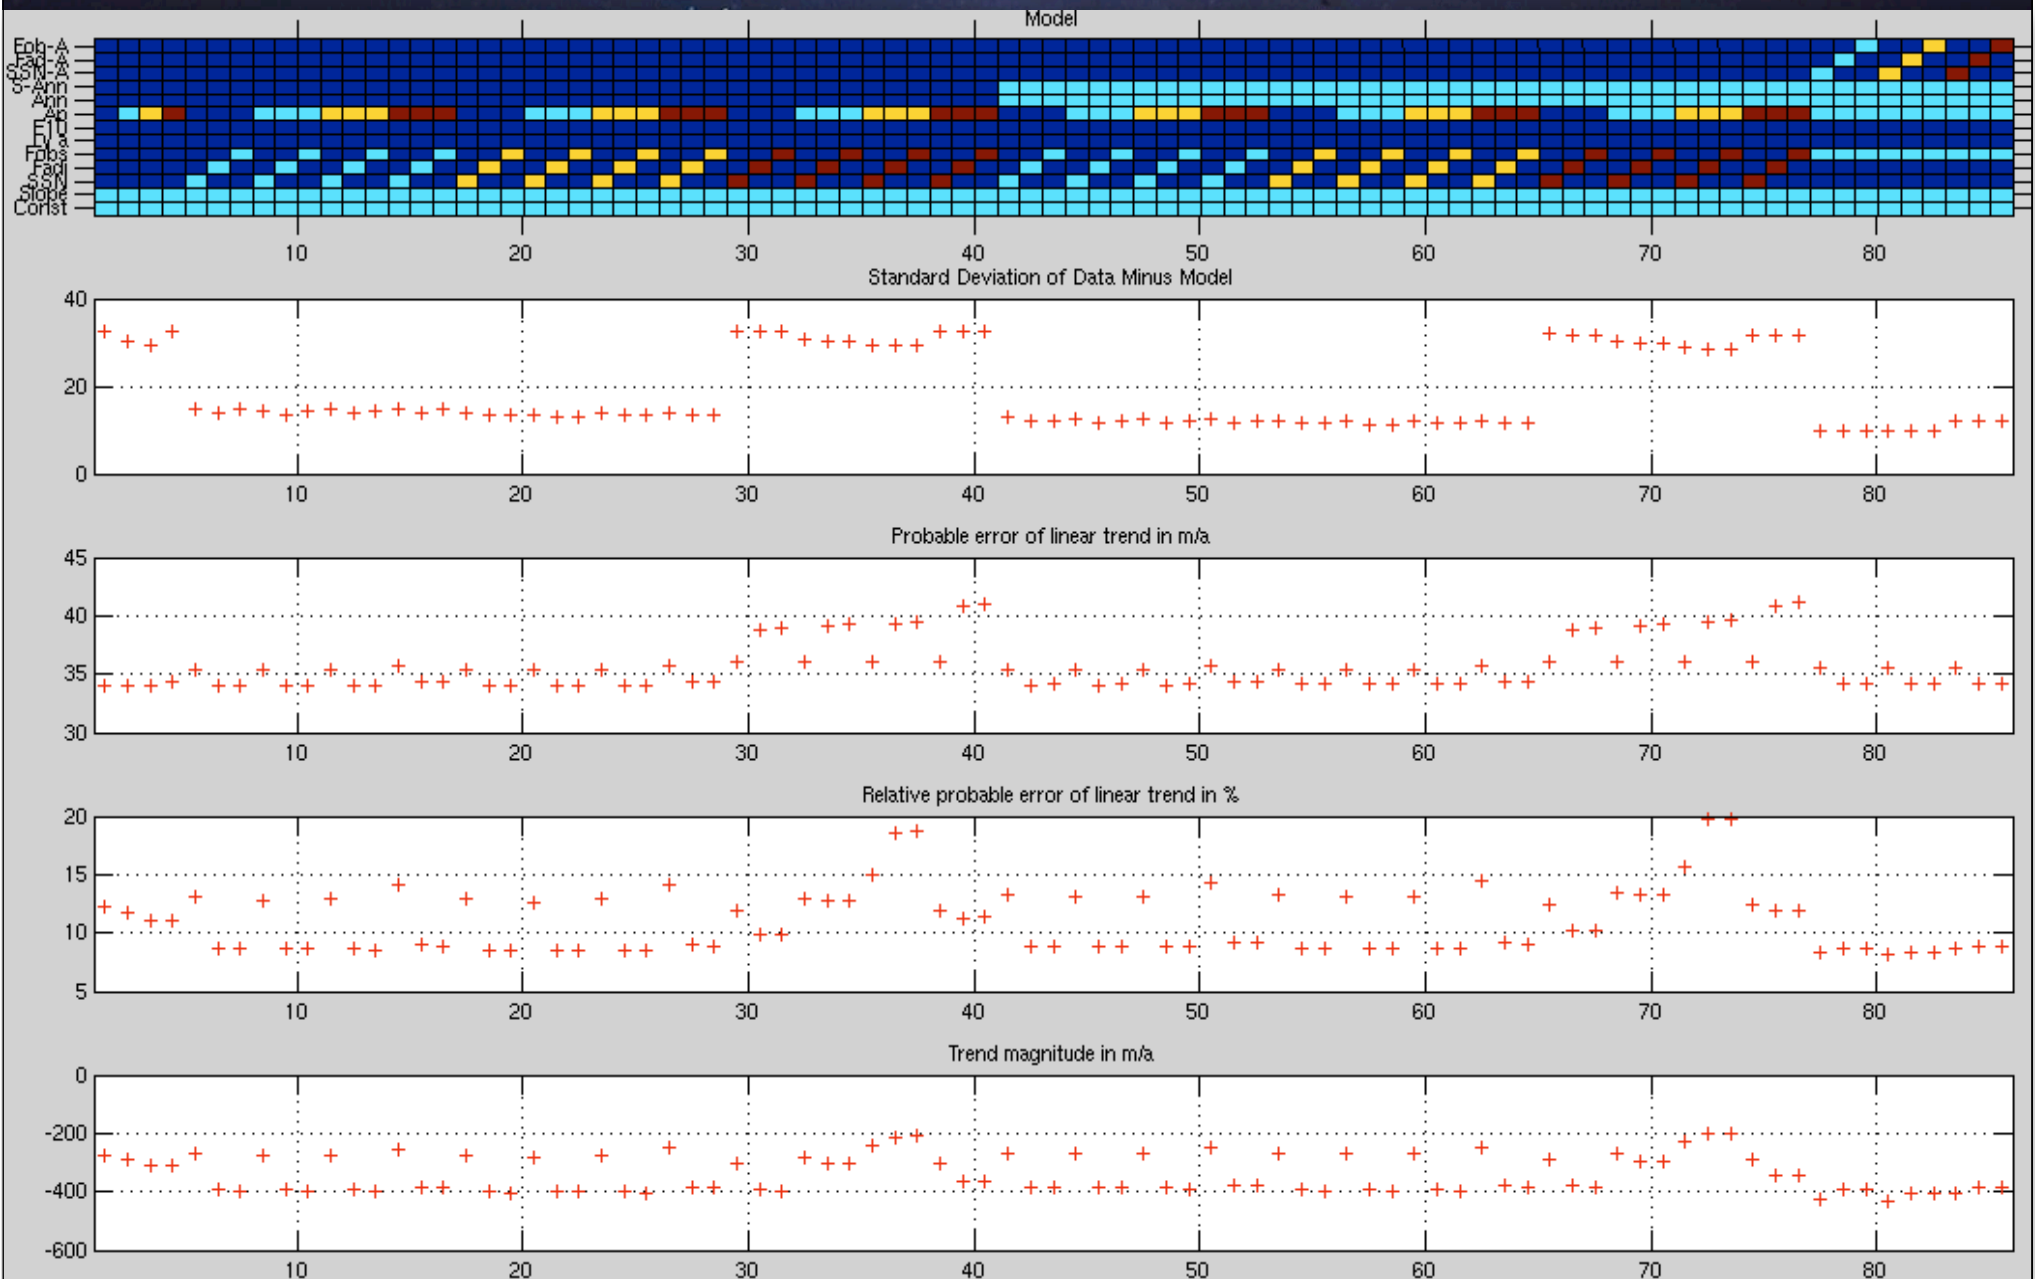 Model
Fob-A
Fad-A
SSN-A
S-Ann
Ann
Ap
E10
Fobs
Fadj
SSN
Slope
Const
10 20 30 40 50 60 70 80
Standard Deviation of Data Minus Model
40
20
0
10 20 30 40 50 60 70 80
Probable error of linear trend in m/a
45
40
35
30
10 20 30 40 50 60 70 80
Relative probable error of linear trend in %
20
15
10
5
10 20 30 40 50 60 70 80
Trend magnitude in m/a
0
-200
-400
-600
10 20 30 40 50 60 70 80